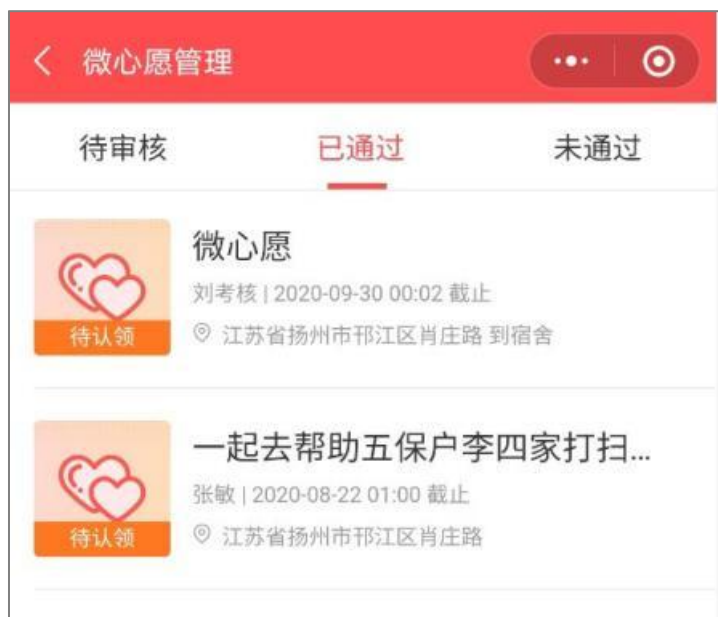 微心愿管理
待审核 已通过 未通过
微心愿
刘考核 | 2020-09-30 00:02 截止
江苏省扬州市邗江区肖庄路 到宿舍
待认领
一起去帮助五保户李四家打扫...
张敏 | 2020-08-22 01:00 截止
江苏省扬州市邗江区肖庄路
待认领